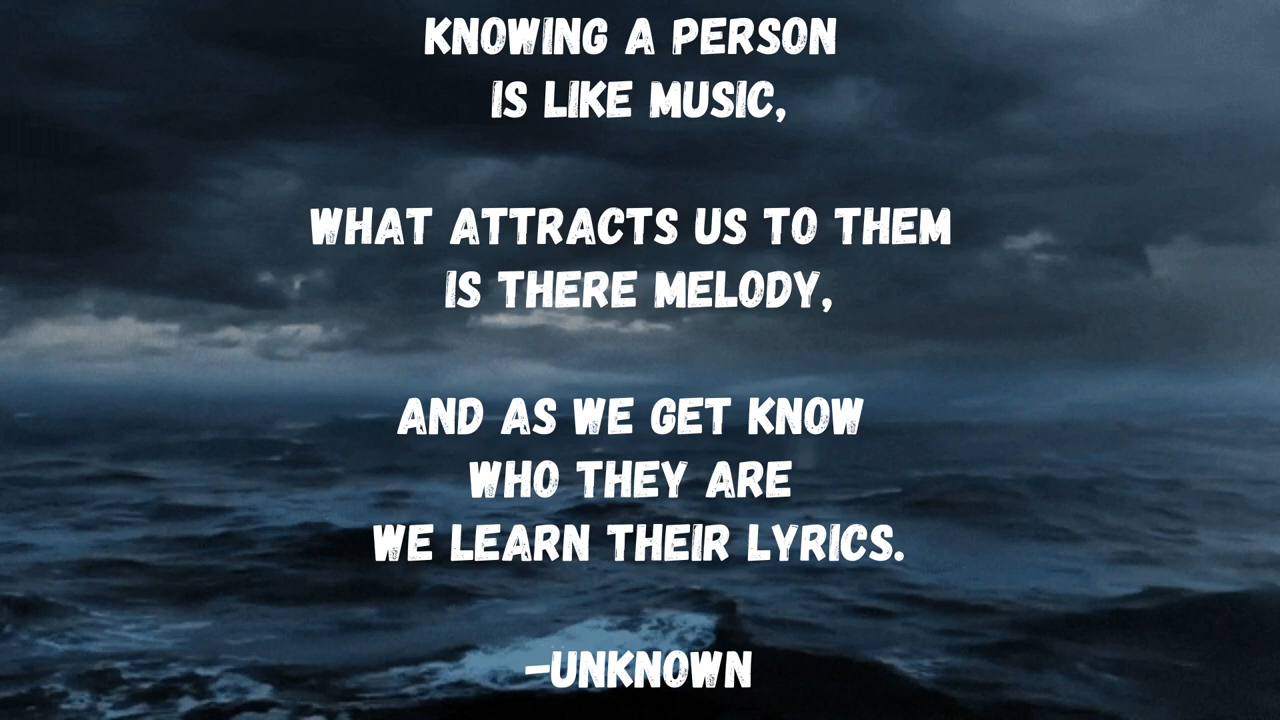 KNOWING A PERSON
IS LIKE MUSIC,
WHAT ATTRACTS US TO THEM
IS THERE MELODY,
AND AS WE GET KNOW
WHO THEY ARE
WE LEARN THEIR LYRICS.
-UNKNOWN